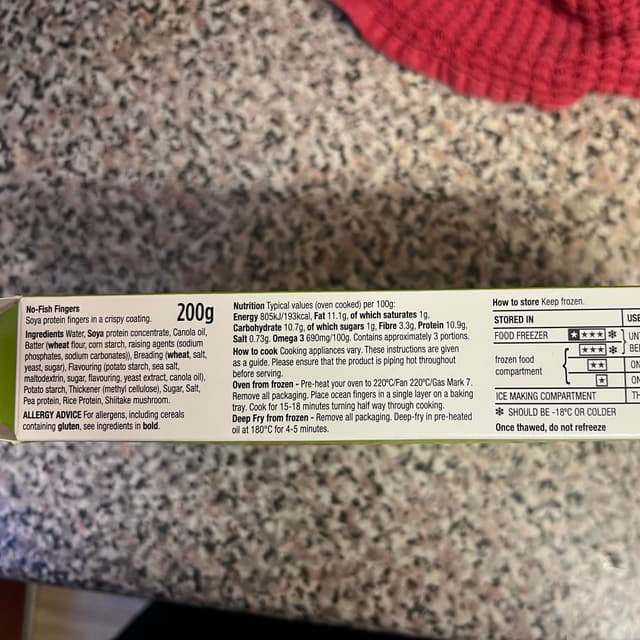 No-Fish Fingers
Soya protein fingers in a crispy coating.
200g
Ingredients Water, Soya protein concentrate, Canola oil,
Batter (wheat flour, corn starch, raising agents (sodium
phosphates, sodium carbonates)), Breading (wheat, salt,
yeast, sugar), Flavouring (potato starch, sea salt,
maltodextrin, sugar, flavouring, yeast extract, canola oil),
Potato starch, Thickener (methyl cellulose), Sugar, Salt,
Pea protein, Rice Protein, Shiitake mushroom.
ALLERGY ADVICE For allergens, including cereals
containing gluten, see ingredients in bold.
Nutrition Typical values (oven cooked) per 100g:
Energy 805kJ/193kcal, Fat 11.1g, of which saturates 1g,
Carbohydrate 10.7g, of which sugars 1g, Fibre 3.3g, Protein 10.9g,
Salt 0.73g. Omega 3 690mg/100g. Contains approximately 3 portions.
How to cook Cooking appliances vary. These instructions are given
as a guide. Please ensure that the product is piping hot throughout
before serving.
Oven from frozen - Pre-heat your oven to 220ºC/Fan 220ºC/Gas Mark 7.
Remove all packaging. Place ocean fingers in a single layer on a baking
tray. Cook for 15-18 minutes turning half way through cooking.
Deep Fry from frozen - Remove all packaging. Deep-fry in pre-heated
oil at 180°C for 4-5 minutes.
How to store Keep frozen.
STORED IN USE
FOOD FREEZER UN
BE
frozen food
compartment
ON
ICE MAKING COMPARTMENT TH
SHOULD BE -18°C OR COLDER
Once thawed, do not refreeze